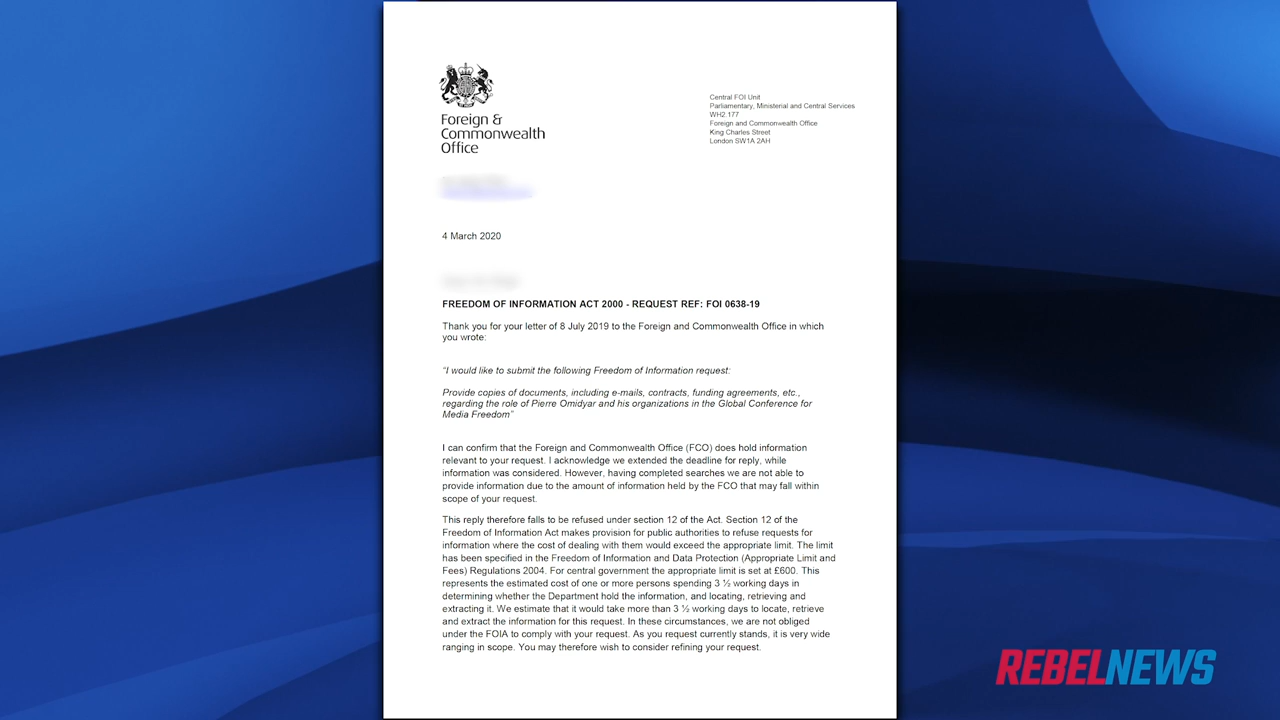 Foreign &
Commonwealth
Office
Central FOI Unit
Parliamentary, Ministerial and Central Services
WH2.177
Foreign and Commonwealth Office
King Charles Street
London SW1A 2AH
4 March 2020
FREEDOM OF INFORMATION ACT 2000 - REQUEST REF: FOI 0638-19
Thank you for your letter of 8 July 2019 to the Foreign and Commonwealth Office in which
you wrote:
“I would like to submit the following Freedom of Information request:
Provide copies of documents, including e-mails, contracts, funding agreements, etc.,
regarding the role of Pierre Omidyar and his organizations in the Global Conference for
Media Freedom”
I can confirm that the Foreign and Commonwealth Office (FCO) does hold information
relevant to your request. I acknowledge we extended the deadline for reply, while
information was considered. However, having completed searches we are not able to
provide information due to the amount of information held by the FCO that may fall within
scope of your request.
This reply therefore falls to be refused under section 12 of the Act. Section 12 of the
Freedom of Information Act makes provision for public authorities to refuse requests for
information where the cost of dealing with them would exceed the appropriate limit. The limit
has been specified in the Freedom of Information and Data Protection (Appropriate Limit and
Fees) Regulations 2004. For central government the appropriate limit is set at £600. This
represents the estimated cost of one or more persons spending 3 ½ working days in
determining whether the Department hold the information, and locating, retrieving and
extracting it. We estimate that it would take more than 3 ½ working days to locate, retrieve
and extract the information for this request. In these circumstances, we are not obliged
under the FOIA to comply with your request. As you request currently stands, it is very wide
ranging in scope. You may therefore wish to consider refining your request.
REBELNEWS